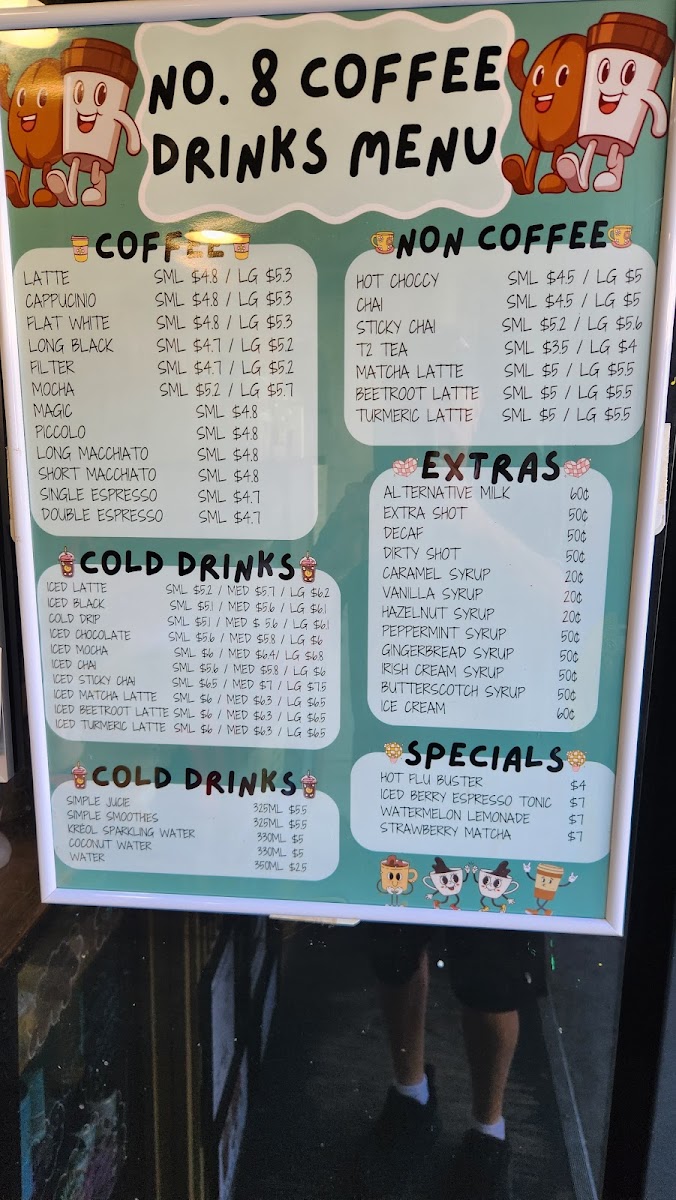 NO. 8 COFFEE
DRINKS MENU
COFFEE
LATTE SML $4.8 / LG $5.3
CAPPUCINO SML $4.8 / LG $5.3
FLAT WHITE SML $4.8 / LG $5.3
LONG BLACK SML $4.7 / LG $5.2
FILTER SML $4.7 / LG $5.2
MOCHA SML $5.2 / LG $5.7
MAGIC SML $4.8
PICCOLO SML $4.8
LONG MACCHIATO SML $4.8
SHORT MACCHIATO SML $4.8
SINGLE ESPRESSO SML $4.7
DOUBLE ESPRESSO SML $4.7
COLD DRINKS
ICED LATTE SML $5.2 / MED $5.7 / LG $6.2
ICED BLACK SML $5.1 / MED $5.6 / LG $6.1
COLD DRIP SML $5.1 / MED $ 5.6 / LG $6.1
ICED CHOCOLATE SML $5.6 / MED $5.8 / LG $6
ICED MOCHA SML $6 / MED $6.4/ LG $6.8
ICED CHAI SML $5.6 / MED $5.8 / LG $6
ICED STICKY CHAI SML $6.5 / MED $7 / LG $7.5
ICED MATCHA LATTE SML $6 / MED $6.3 / LG $6.5
ICED BEETROOT LATTE SML $6 / MED $6.3 / LG $6.5
ICED TURMERIC LATTE SML $6 / MED $6.3 / LG $6.5
COLD DRINKS
SIMPLE JUCIE 325ML $5.5
SIMPLE SMOOTHES 325ML $5.5
KREOL SPARKLING WATER 330ML $5
COCONUT WATER 330ML $5
WATER 350ML $2.5
NON COFFEE
HOT CHOCCY SML $4.5 / LG $5
CHAI SML $4.5 / LG $5
STICKY CHAI SML $5.2 / LG $5.6
T2 TEA SML $3.5 / LG $4
MATCHA LATTE SML $5 / LG $5.5
BEETROOT LATTE SML $5 / LG $5.5
TURMERIC LATTE SML $5 / LG $5.5
EXTRAS
ALTERNATIVE MILK 60¢
EXTRA SHOT 50¢
DECAF 50¢
DIRTY SHOT 50¢
CARAMEL SYRUP 20¢
VANILLA SYRUP 20¢
HAZELNUT SYRUP 20¢
PEPPERMINT SYRUP 50¢
GINGERBREAD SYRUP 50¢
IRISH CREAM SYRUP 50¢
BUTTERSCOTCH SYRUP 50¢
ICE CREAM 60¢
SPECIALS
HOT FLU BUSTER $4
ICED BERRY ESPRESSO TONIC $7
WATERMELON LEMONADE $7
STRAWBERRY MATCHA $7